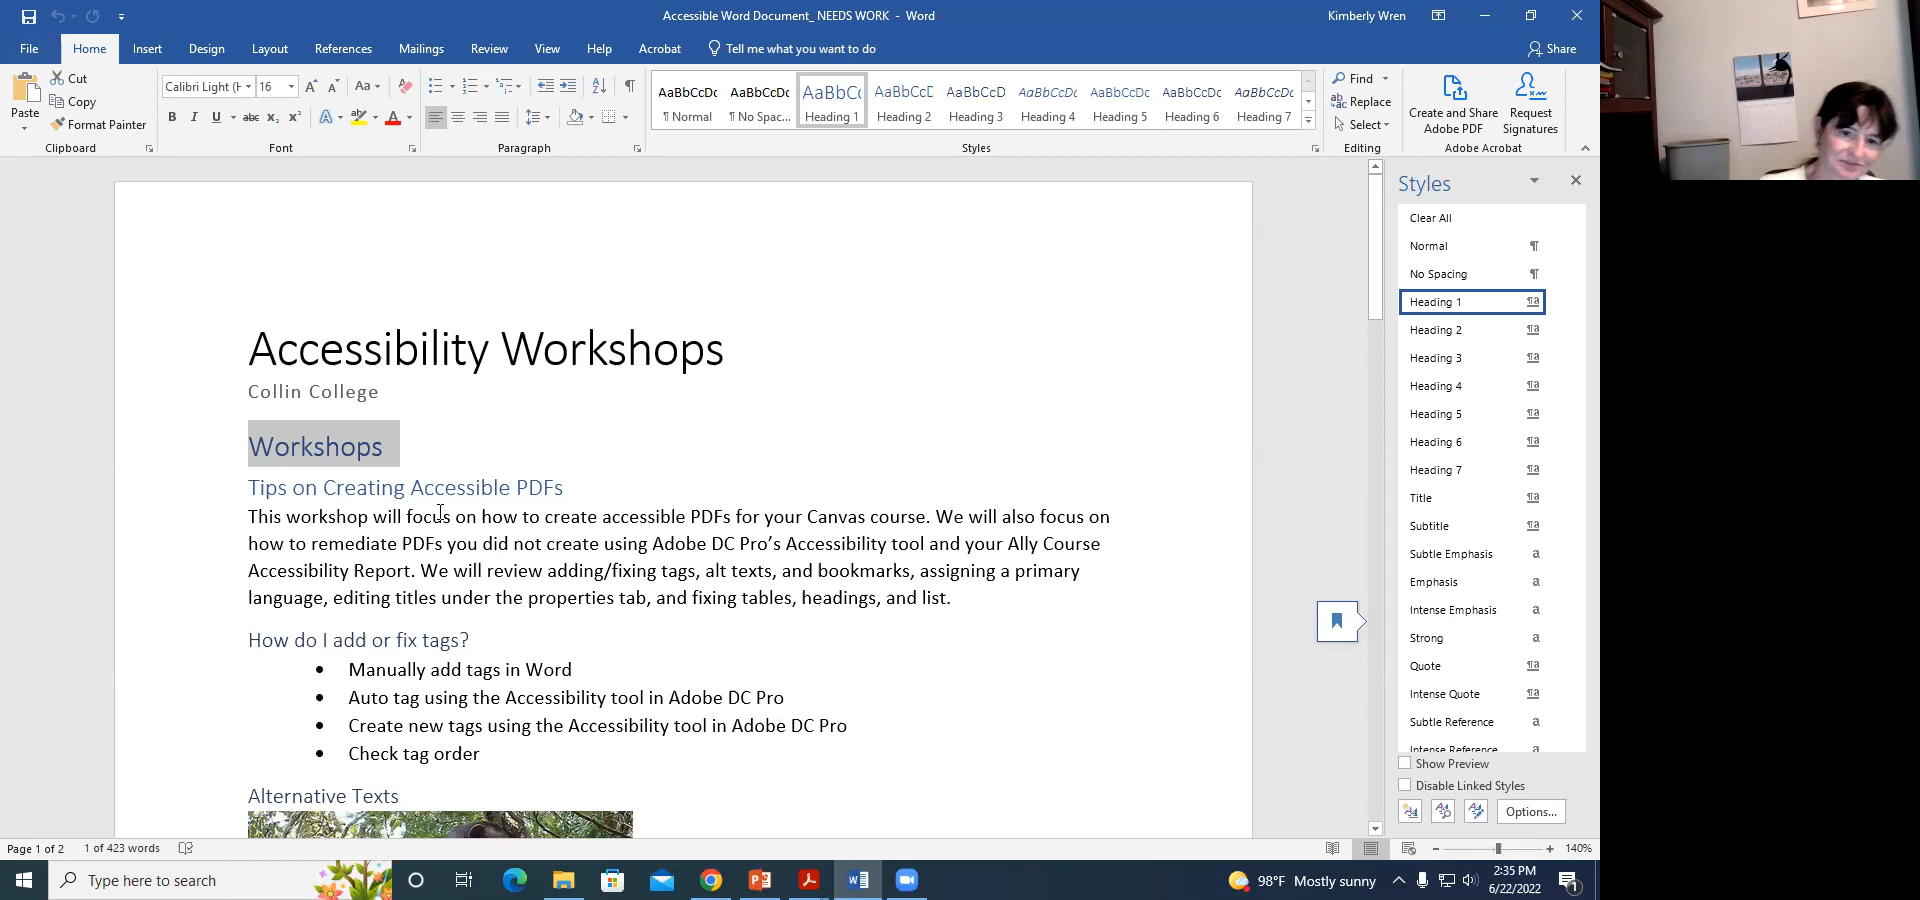 Accessible Word Document_ NEEDS WORK - Word
Kimberly Wren
File Home Insert Design Layout References Mailings Review View Help Acrobat Tell me what you want to do Share
Paste
Cut
Copy
Format Painter
Clipboard
Calibri Light (H 16
Aa
B I U abc x₂ x²
Font
Paragraph
AaBbCcDc AaBbCcDc AaBbCc AaBbCcD AaBbCcD AaBbCcDc AaBbCcDc AaBbCcDc AaBbCcDc
¶ Normal ¶ No Spac... Heading 1 Heading 2 Heading 3 Heading 4 Heading 5 Heading 6 Heading 7
Styles
Find
Replace
Select
Editing
Create and Share
Adobe PDF
Request
Signatures
Adobe Acrobat
Accessibility Workshops
Collin College
Workshops
Tips on Creating Accessible PDFs
This workshop will focus on how to create accessible PDFs for your Canvas course. We will also focus on
how to remediate PDFs you did not create using Adobe DC Pro’s Accessibility tool and your Ally Course
Accessibility Report. We will review adding/fixing tags, alt texts, and bookmarks, assigning a primary
language, editing titles under the properties tab, and fixing tables, headings, and list.
How do I add or fix tags?
• Manually add tags in Word
• Auto tag using the Accessibility tool in Adobe DC Pro
• Create new tags using the Accessibility tool in Adobe DC Pro
• Check tag order
Alternative Texts
Styles
Clear All
Normal ¶
No Spacing ¶
Heading 1 ¶a
Heading 2 ¶a
Heading 3 ¶a
Heading 4 ¶a
Heading 5 ¶a
Heading 6 ¶a
Heading 7 ¶a
Title ¶a
Subtitle ¶a
Subtle Emphasis a
Emphasis a
Intense Emphasis a
Strong a
Quote ¶a
Intense Quote ¶a
Subtle Reference a
Intense Reference a
Show Preview
Disable Linked Styles
Options...
Page 1 of 2 1 of 423 words
140%
Type here to search
98°F Mostly sunny
2:35 PM
6/22/2022
1